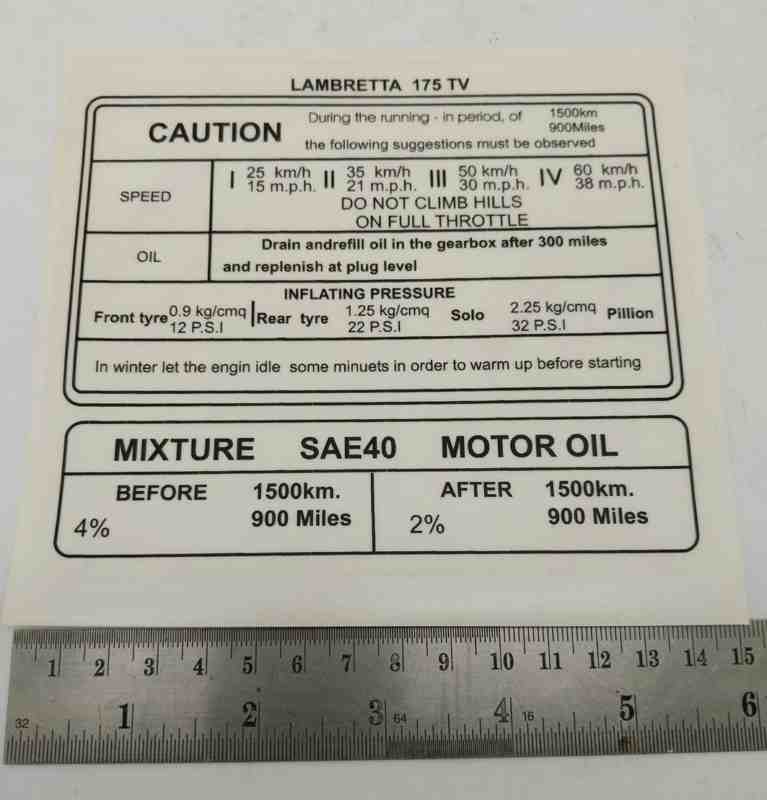 LAMBRETTA 175 TV
CAUTION During the running - in period, of 1500km 900Miles
the following suggestions must be observed
SPEED
I 25 km/h 15 m.p.h. II 35 km/h 21 m.p.h. III 50 km/h 30 m.p.h. IV 60 km/h 38 m.p.h.
DO NOT CLIMB HILLS
ON FULL THROTTLE
OIL
Drain andrefill oil in the gearbox after 300 miles
and replenish at plug level
INFLATING PRESSURE
Front tyre 0.9 kg/cmq 12 P.S.I Rear tyre 1.25 kg/cmq 22 P.S.I Solo 2.25 kg/cmq 32 P.S.I Pillion
In winter let the engin idle some minuets in order to warm up before starting
MIXTURE SAE40 MOTOR OIL
BEFORE 1500km.
900 Miles
4%
AFTER 1500km.
900 Miles
2%
1 2 3 4 5 6 7 8 9 10 11 12 13 14 15
32 1 2 3 64 4 16 5 6